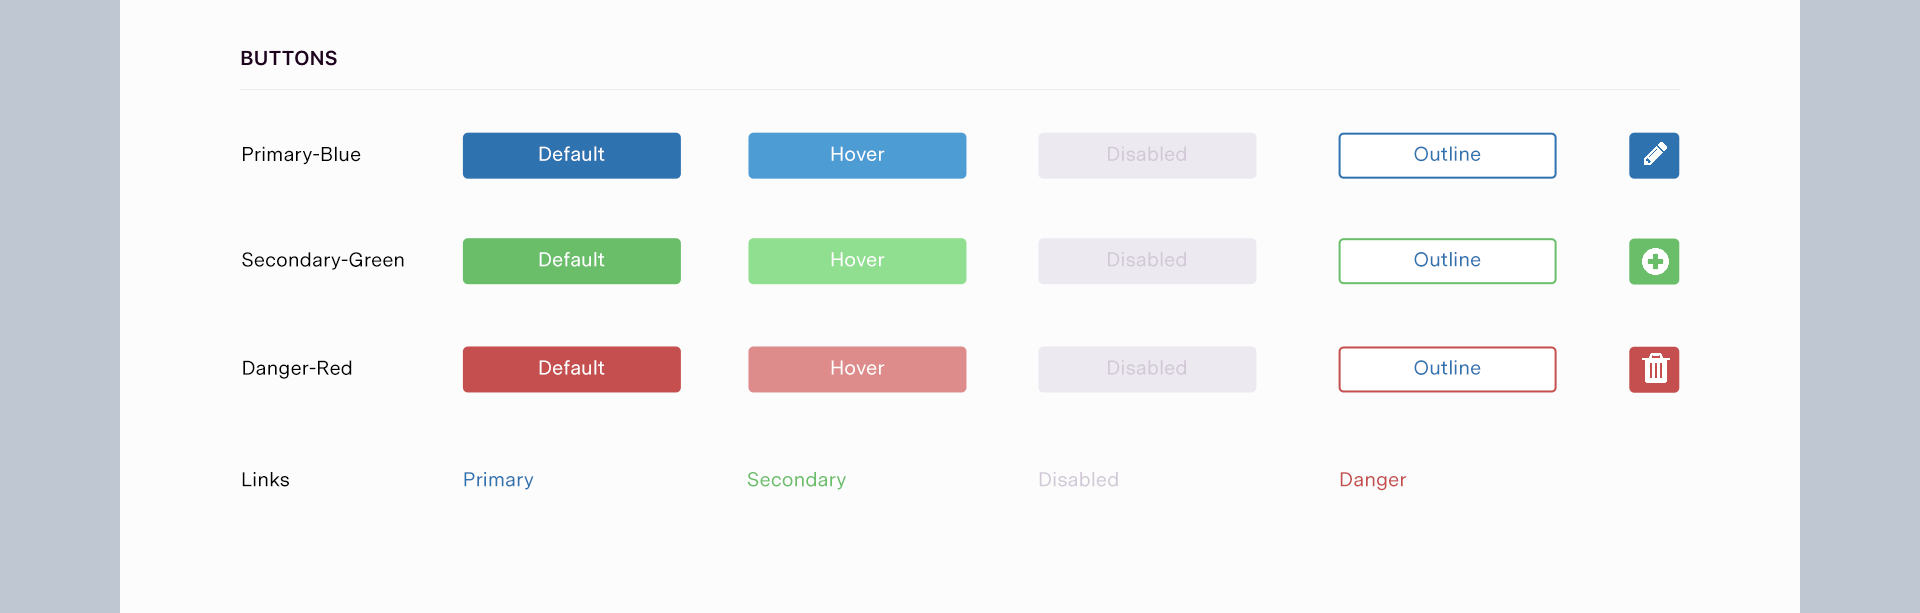 BUTTONS
Primary-Blue Default Hover Disabled Outline
Secondary-Green Default Hover Disabled Outline
Danger-Red Default Hover Disabled Outline
Links Primary Secondary Disabled Danger